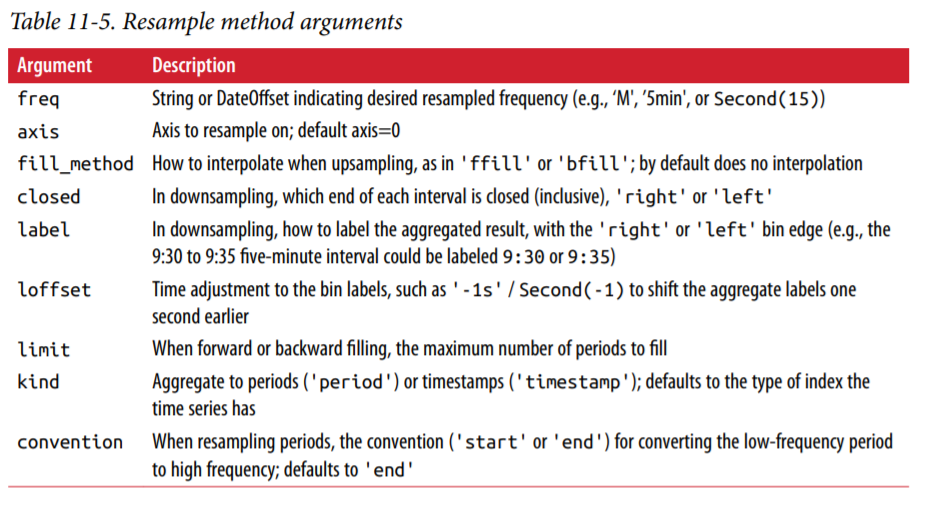 Table 11-5. Resample method arguments
Argument Description
freq String or DateOffset indicating desired resampled frequency (e.g., ‘M', ’5min', or Second(15))
axis Axis to resample on; default axis=0
fill_method How to interpolate when upsampling, as in 'ffill' or 'bfill'; by default does no interpolation
closed In downsampling, which end of each interval is closed (inclusive), 'right' or 'left'
label In downsampling, how to label the aggregated result, with the 'right' or 'left' bin edge (e.g., the
9:30 to 9:35 five-minute interval could be labeled 9:30 or 9:35)
loffset Time adjustment to the bin labels, such as '-1s' / Second(-1) to shift the aggregate labels one
second earlier
limit When forward or backward filling, the maximum number of periods to fill
kind Aggregate to periods ('period') or timestamps ('timestamp'); defaults to the type of index the
time series has
convention When resampling periods, the convention ('start' or 'end') for converting the low-frequency period
to high frequency; defaults to 'end'